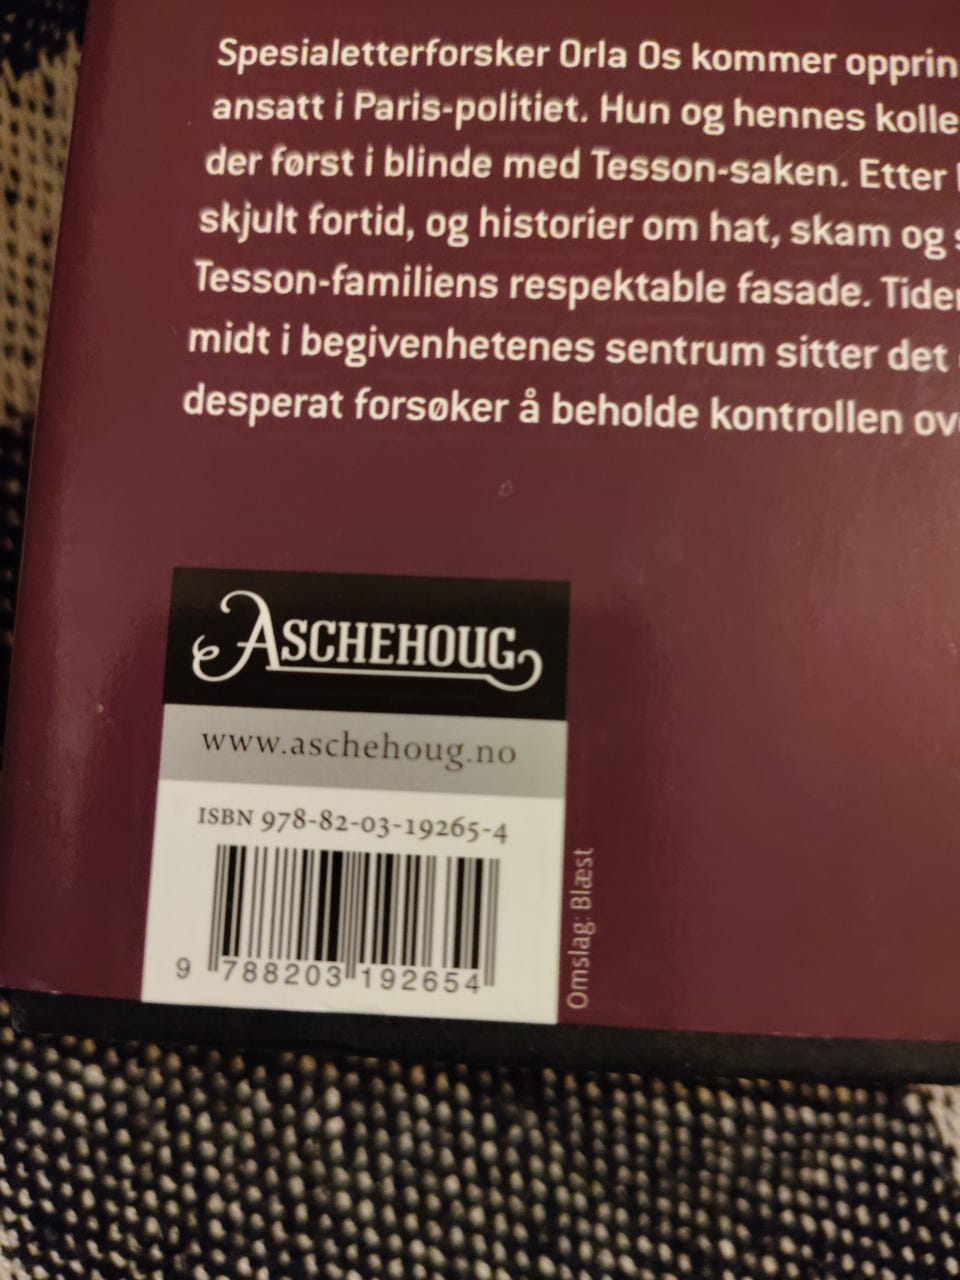 Spesialetterforsker Orla Os kommer opprin
ansatt i Paris-politiet. Hun og hennes kolle
der først i blinde med Tesson-saken. Etter
skjult fortid, og historier om hat, skam og s
Tesson-familiens respektable fasade. Tider
midt i begivenhetenes sentrum sitter det
desperat forsøker å beholde kontrollen ov
ASCHEHOUG
www.aschehoug.no
ISBN 978-82-03-19265-4
9 788203 192654
Omslag: Blæst